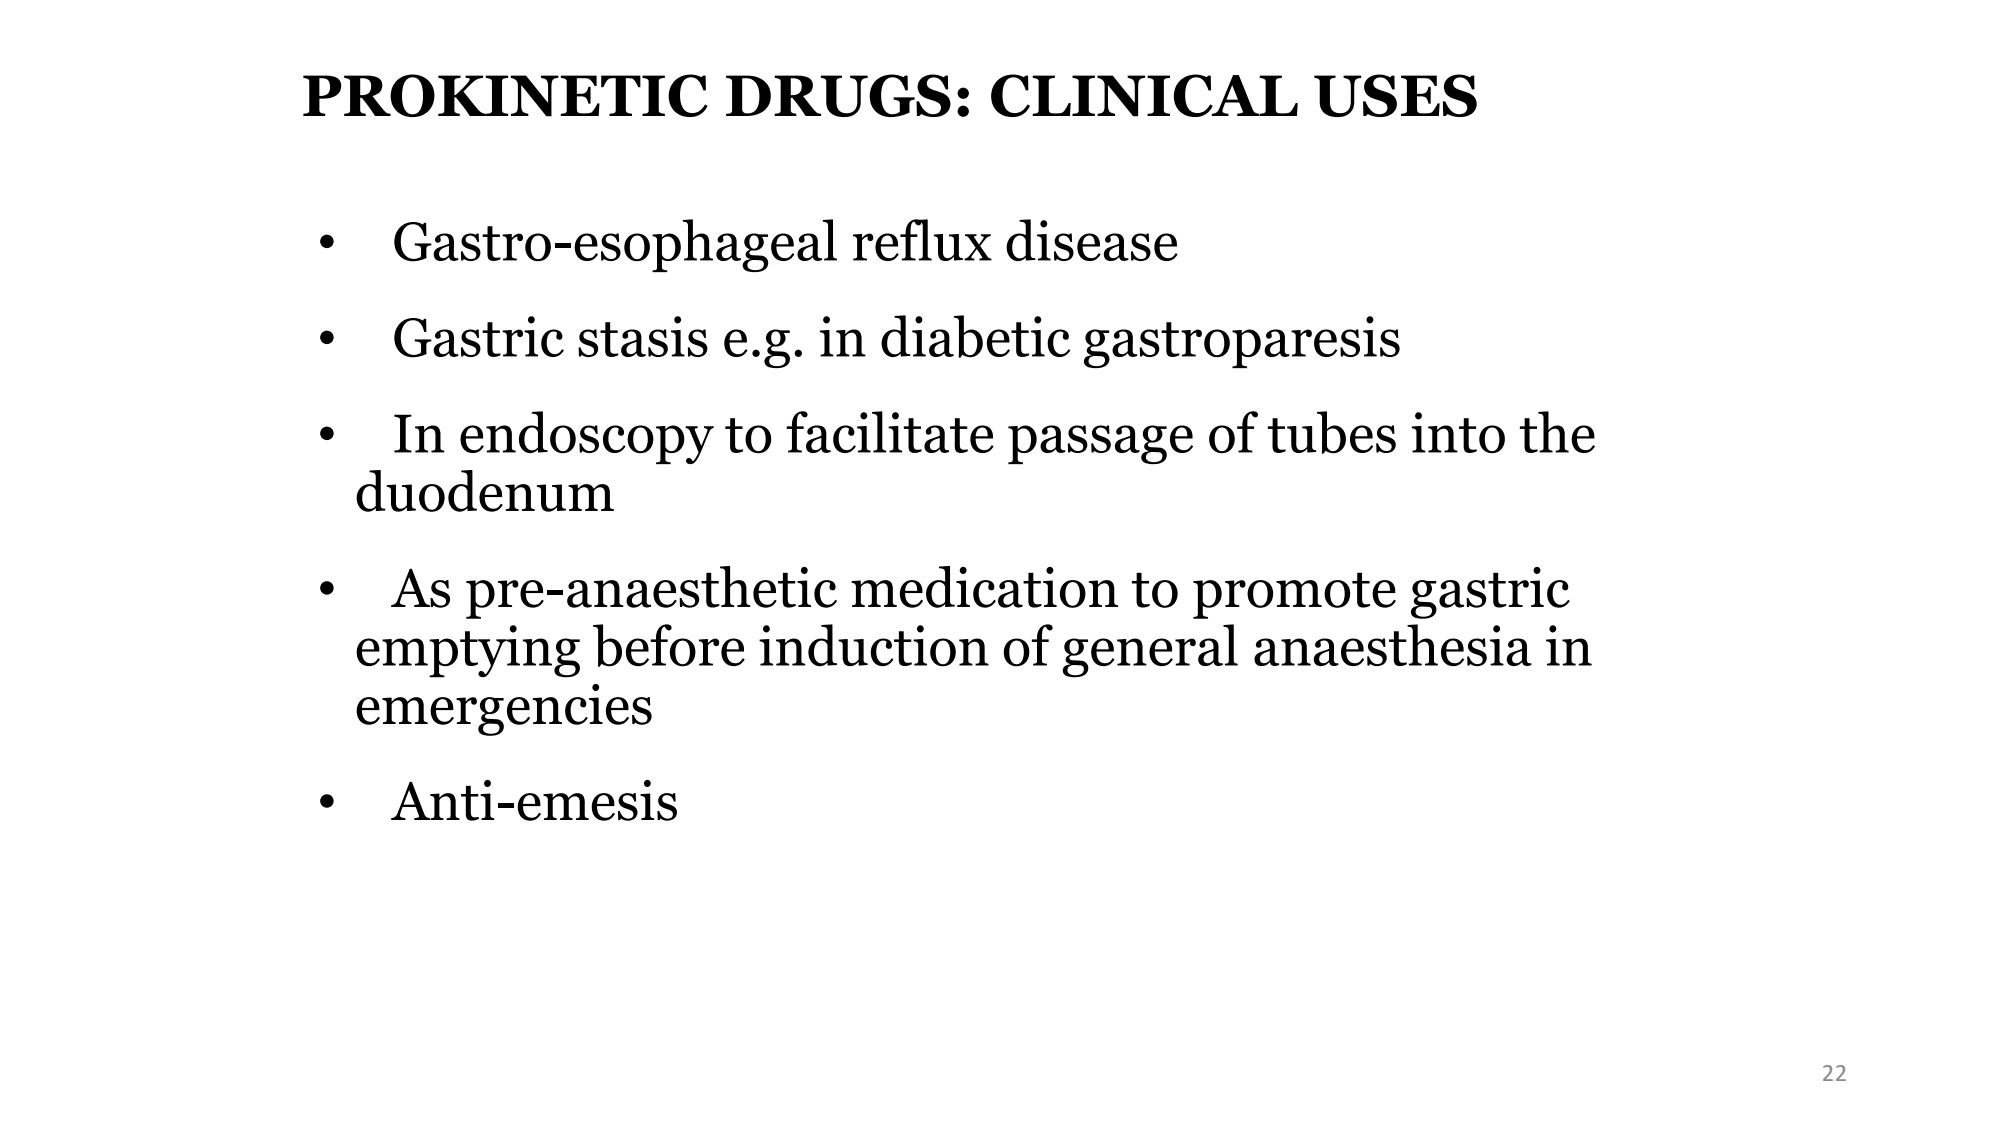 PROKINETIC DRUGS: CLINICAL USES
• Gastro-esophageal reflux disease
• Gastric stasis e.g. in diabetic gastroparesis
• In endoscopy to facilitate passage of tubes into the
duodenum
• As pre-anaesthetic medication to promote gastric
emptying before induction of general anaesthesia in
emergencies
• Anti-emesis
22